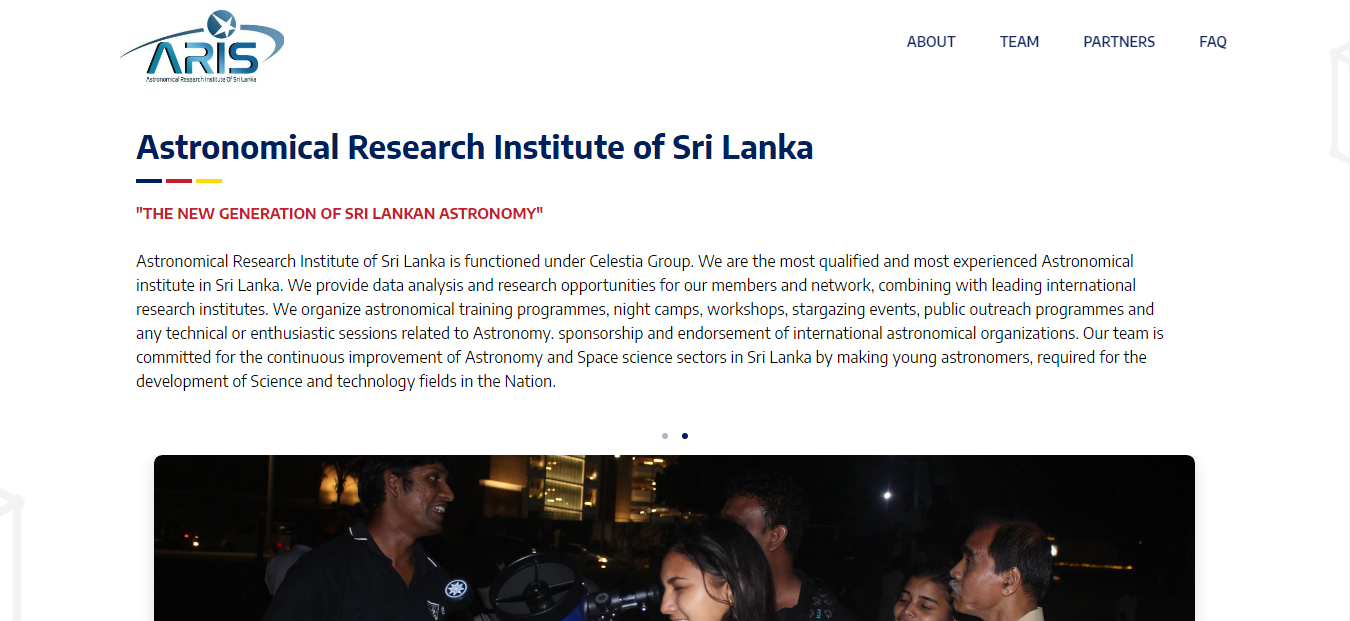 ARIS
Astronomical Research Institute Of Sri Lanka
ABOUT TEAM PARTNERS FAQ
Astronomical Research Institute of Sri Lanka
"THE NEW GENERATION OF SRI LANKAN ASTRONOMY"
Astronomical Research Institute of Sri Lanka is functioned under Celestia Group. We are the most qualified and most experienced Astronomical
institute in Sri Lanka. We provide data analysis and research opportunities for our members and network, combining with leading international
research institutes. We organize astronomical training programmes, night camps, workshops, stargazing events, public outreach programmes and
any technical or enthusiastic sessions related to Astronomy. sponsorship and endorsement of international astronomical organizations. Our team is
committed for the continuous improvement of Astronomy and Space science sectors in Sri Lanka by making young astronomers, required for the
development of Science and technology fields in the Nation.